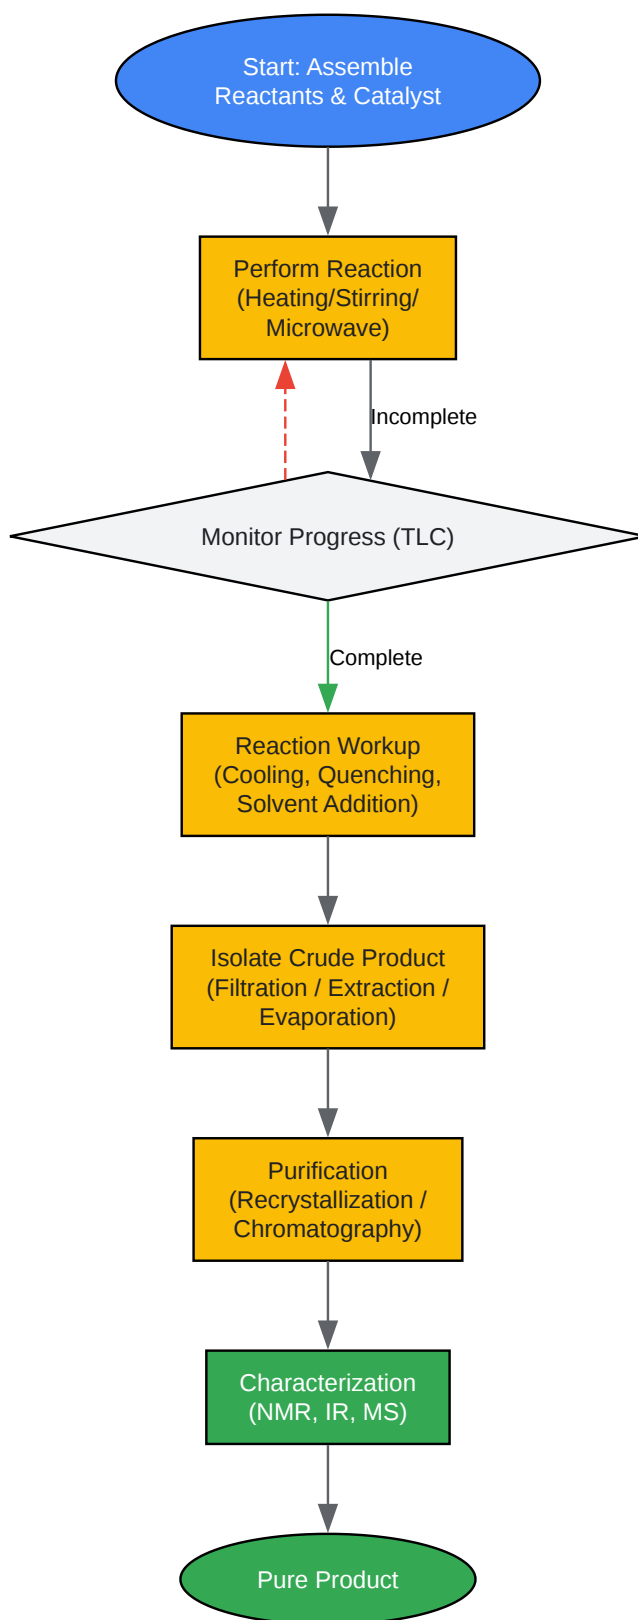 Start: Assemble
Reactants & Catalyst
Perform Reaction
(Heating/Stirring/
Microwave)
Incomplete
Monitor Progress (TLC)
Complete
Reaction Workup
(Cooling, Quenching,
Solvent Addition)
Isolate Crude Product
(Filtration / Extraction /
Evaporation)
Purification
(Recrystallization /
Chromatography)
Characterization
(NMR, IR, MS)
Pure Product